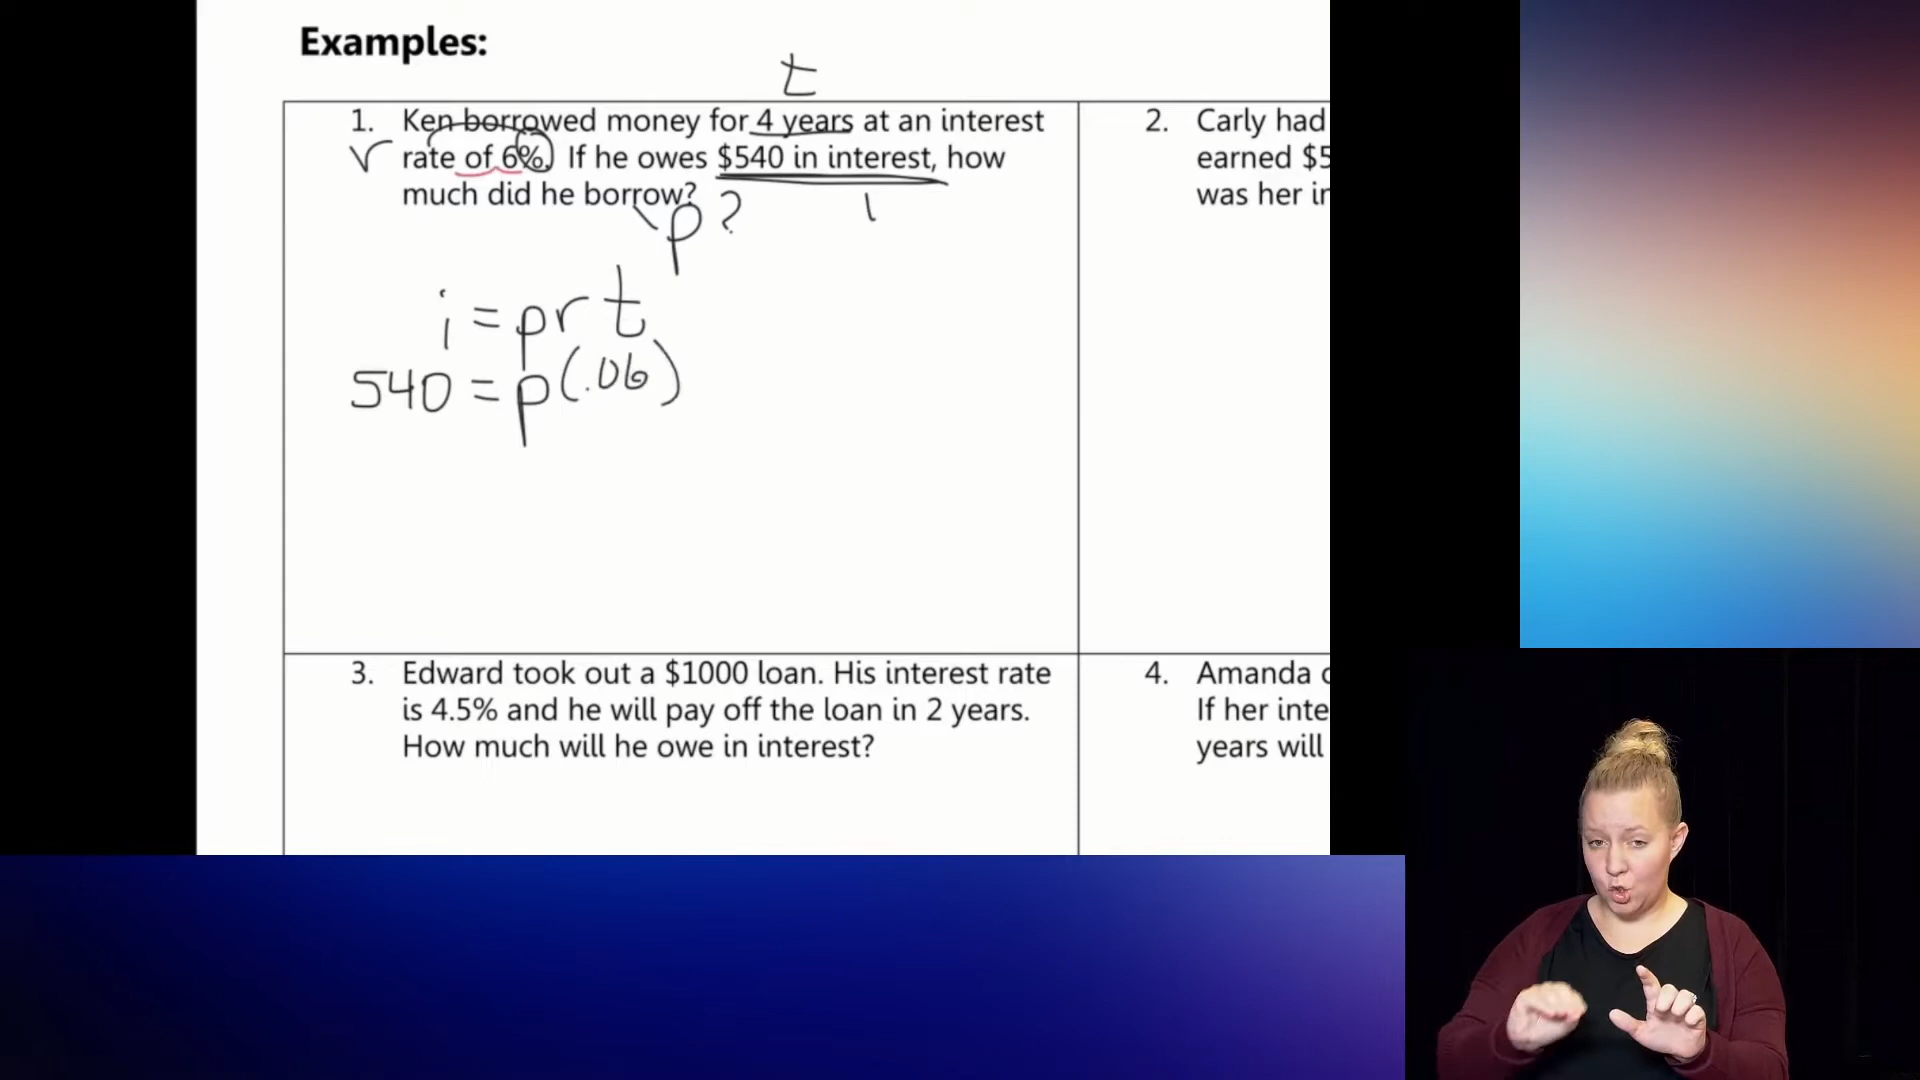 Examples:
t
1. Ken borrowed money for 4 years at an interest
r rate of 6%. If he owes $540 in interest, how
much did he borrow?
p? i
i = prt
540 = p(.06)
2. Carly had
earned $5
was her in
3. Edward took out a $1000 loan. His interest rate
is 4.5% and he will pay off the loan in 2 years.
How much will he owe in interest?
4. Amanda
If her inte
years will